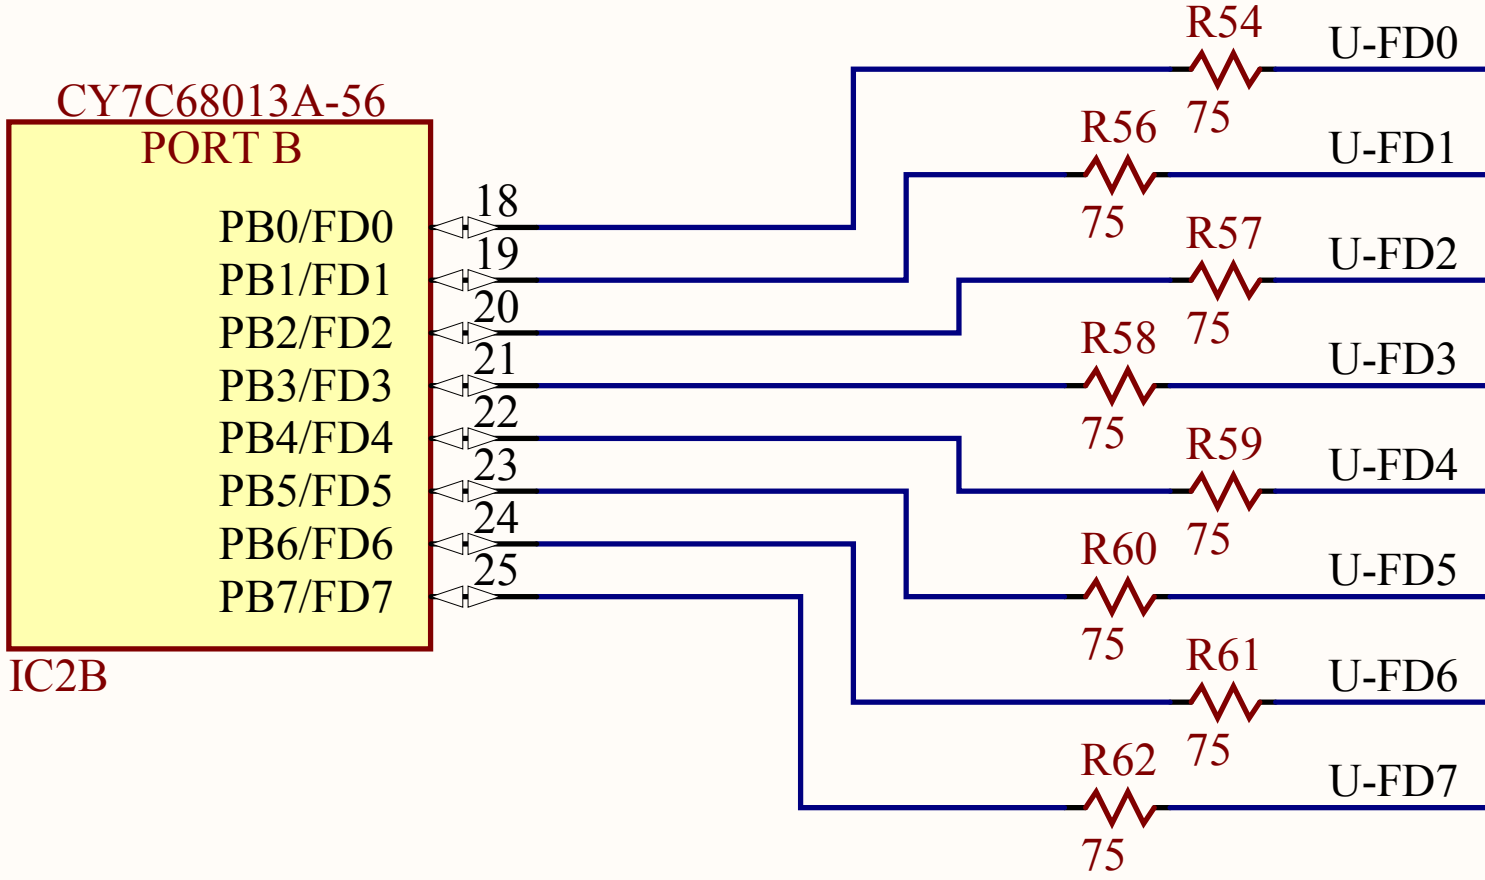 CY7C68013A-56
PORT B
PB0/FD0
PB1/FD1
PB2/FD2
PB3/FD3
PB4/FD4
PB5/FD5
PB6/FD6
PB7/FD7
IC2B
18
19
20
21
22
23
24
25
R54
75
U-FD0
R56
75
U-FD1
R57
75
U-FD2
R58
75
U-FD3
R59
75
U-FD4
R60
75
U-FD5
R61
75
U-FD6
R62
75
U-FD7